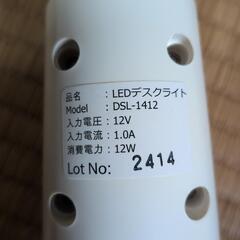 品名 : LEDデスクライト
Model : DSL-1412
入力電圧 : 12V
入力電流 : 1.0A
消費電力 : 12W
Lot No: 2414